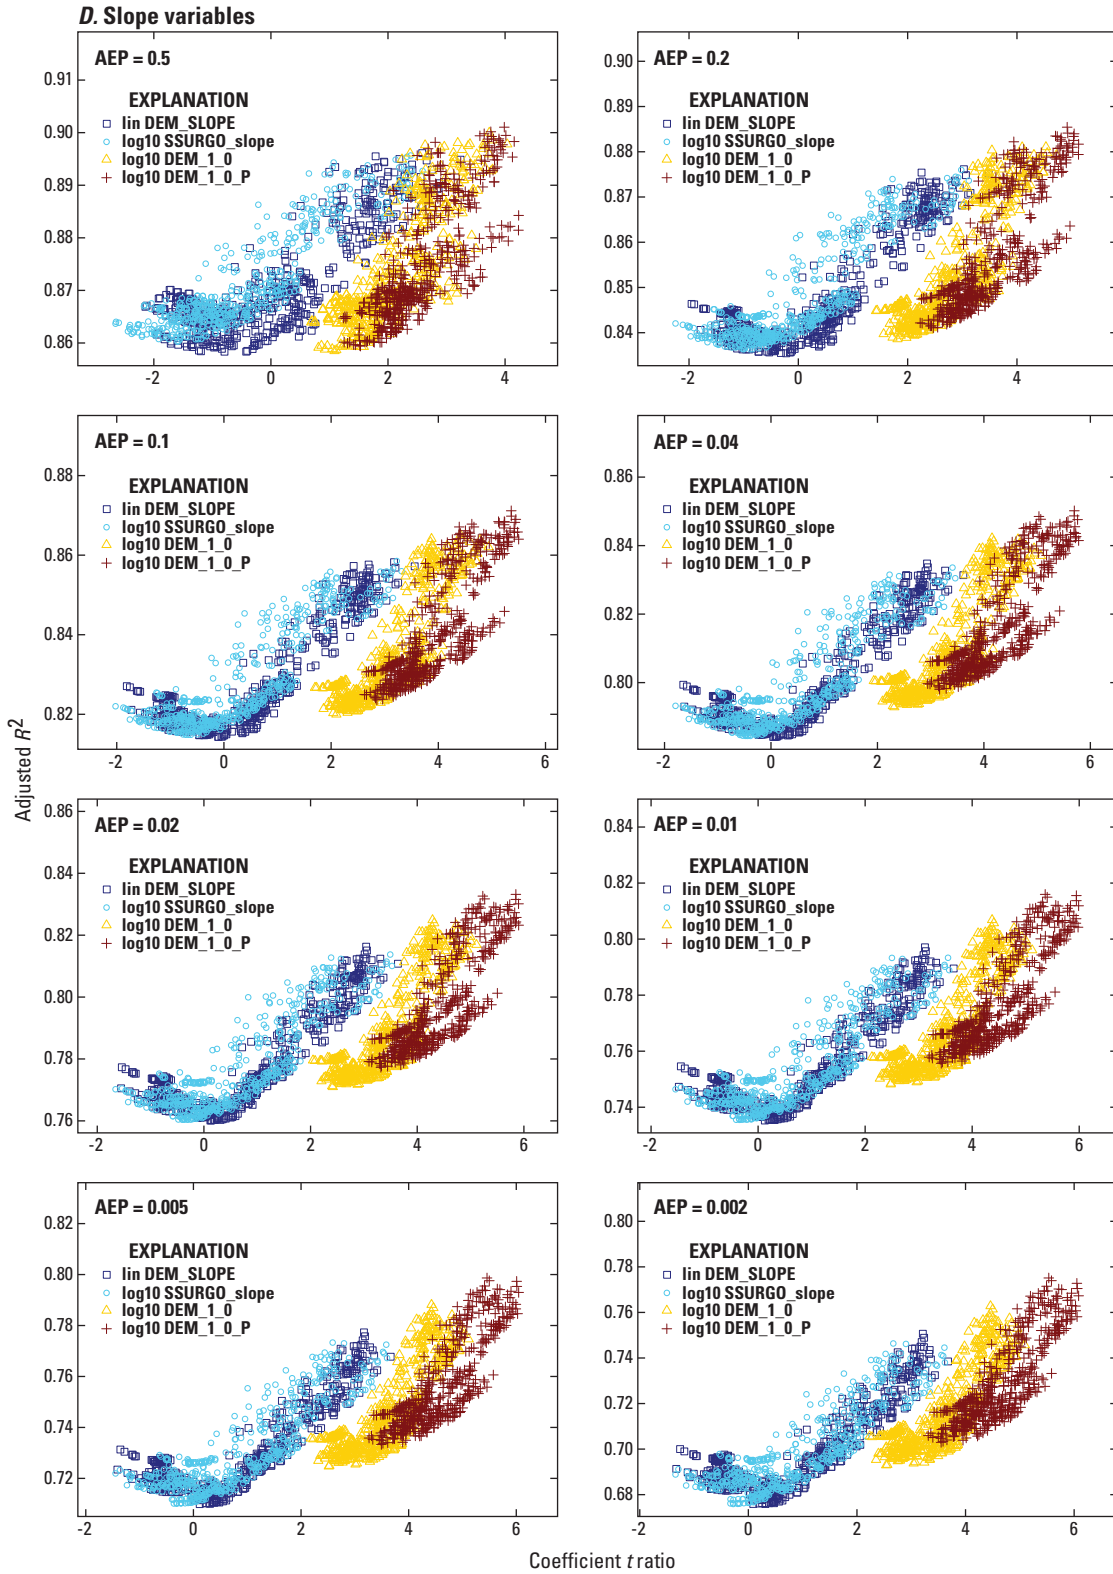 D. Slope variables
AEP = 0.5
EXPLANATION
lin DEM_SLOPE
log10 SSURGO_slope
log10 DEM_1_0
log10 DEM_1_0_P
0.91
0.90
0.89
0.88
0.87
0.86
-2
0
2
4
AEP = 0.2
EXPLANATION
lin DEM_SLOPE
log10 SSURGO_slope
log10 DEM_1_0
log10 DEM_1_0_P
0.90
0.89
0.88
0.87
0.86
0.85
0.84
-2
0
2
4
AEP = 0.1
EXPLANATION
lin DEM_SLOPE
log10 SSURGO_slope
log10 DEM_1_0
log10 DEM_1_0_P
0.88
0.86
0.84
0.82
-2
0
2
4
6
AEP = 0.04
EXPLANATION
lin DEM_SLOPE
log10 SSURGO_slope
log10 DEM_1_0
log10 DEM_1_0_P
0.86
0.84
0.82
0.80
-2
0
2
4
6
Adjusted R2
AEP = 0.02
EXPLANATION
lin DEM_SLOPE
log10 SSURGO_slope
log10 DEM_1_0
log10 DEM_1_0_P
0.86
0.84
0.82
0.80
0.78
0.76
-2
0
2
4
6
AEP = 0.01
EXPLANATION
lin DEM_SLOPE
log10 SSURGO_slope
log10 DEM_1_0
log10 DEM_1_0_P
0.84
0.82
0.80
0.78
0.76
0.74
-2
0
2
4
6
AEP = 0.005
EXPLANATION
lin DEM_SLOPE
log10 SSURGO_slope
log10 DEM_1_0
log10 DEM_1_0_P
0.82
0.80
0.78
0.76
0.74
0.72
-2
0
2
4
6
AEP = 0.002
EXPLANATION
lin DEM_SLOPE
log10 SSURGO_slope
log10 DEM_1_0
log10 DEM_1_0_P
0.80
0.78
0.76
0.74
0.72
0.70
0.68
-2
0
2
4
6
Coefficient t ratio